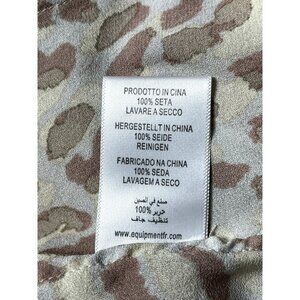 PRODOTTO IN CINA
100% SETA
LAVARE A SECCO
HERGESTELLT IN CHINA
100% SEIDE
REINIGEN
FABRICADO NA CHINA
100% SEDA
LAVAGEM A SECO
صنع في الصين
100% حرير
تنظيف جاف
www.equipmentfr.com